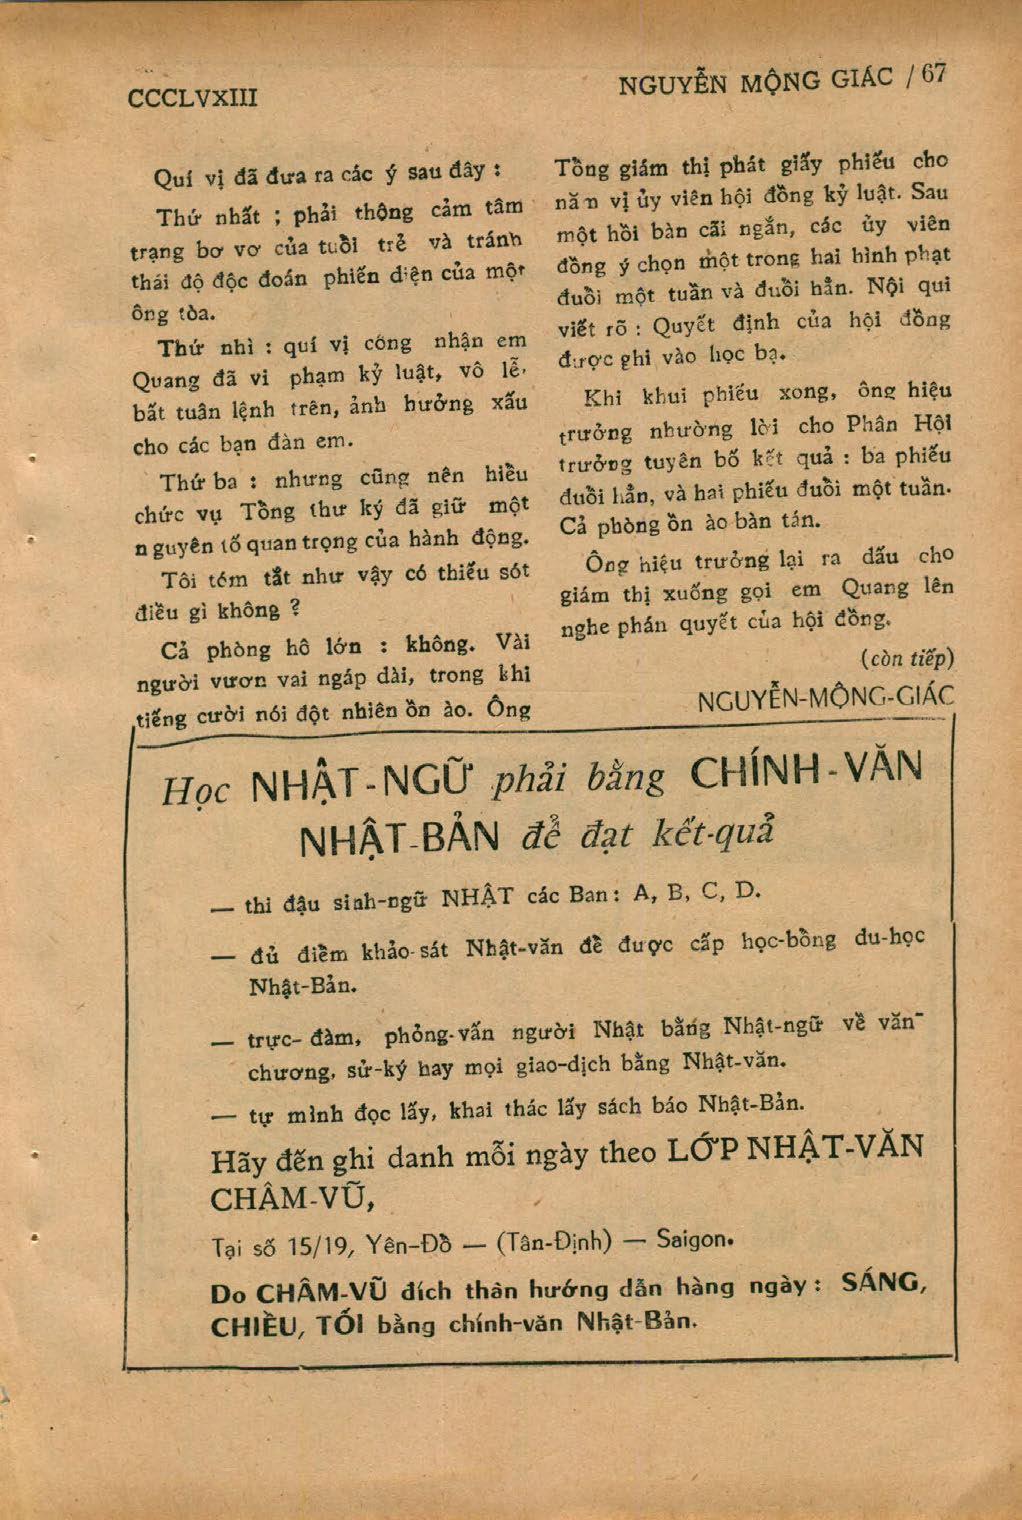 CCCLVXIII
NGUYỄN MỘNG GIÁC / 67
Quí vị đã đưa ra các ý sau đây :
Thứ nhất ; phải thông cảm tâm
trạng bơ vơ của tuổi trẻ và tránh
thái độ độc đoán phiến diện của một
ông tòa.
Thứ nhì : quí vị công nhận em
Quang đã vi phạm kỷ luật, vô lễ,
bất tuân lệnh trên, ảnh hưởng xấu
cho các bạn đàn em.
Thứ ba : nhưng cũng nên hiểu
chức vụ Tổng thư ký đã giữ một
nguyên tố quan trọng của hành động.
Tôi tóm tắt như vậy có thiếu sót
điều gì không ?
Cả phòng hô lớn : không. Vài
người vươn vai ngáp dài, trong khi
tiếng cười nói đột nhiên ồn ào. Ông
Tổng giám thị phát giấy phiếu cho
năm vị ủy viên hội đồng kỷ luật. Sau
một hồi bàn cãi ngắn, các ủy viên
đồng ý chọn một trong hai hình phạt
đuổi một tuần và đuổi hẳn. Nội qui
viết rõ : Quyết định của hội đồng
được ghi vào học bạ.
Khi khui phiếu xong, ông hiệu
trưởng nhường lời cho Phân Hội
trưởng tuyên bố kết quả : ba phiếu
đuổi hẳn, và hai phiếu đuổi một tuần.
Cả phòng ồn ào bàn tán.
Ông hiệu trưởng lại ra dấu cho
giám thị xuống gọi em Quang lên
nghe phán quyết của hội đồng.
(còn tiếp)
NGUYỄN-MỘNG-GIÁC
Học NHẬT-NGỮ phải bằng CHÍNH-VĂN
NHẬT-BẢN để đạt kết-quả
— thi đậu sinh-ngữ NHẬT các Ban : A, B, C, D.
— đủ điểm khảo-sát Nhật-văn để được cấp học-bổng du-học
Nhật-Bản.
— trực-đàm, phỏng-vấn người Nhật bằng Nhật-ngữ về văn-
chương, sử-ký hay mọi giao-dịch bằng Nhật-văn.
— tự mình đọc lấy, khai thác lấy sách báo Nhật-Bản.
Hãy đến ghi danh mỗi ngày theo LỚP NHẬT-VĂN
CHÂM-VŨ,
Tại số 15/19, Yên-Đổ — (Tân-Định) — Saigon.
Do CHÂM-VŨ đích thân hướng dẫn hàng ngày : SÁNG,
CHIỀU, TỐI bằng chính-văn Nhật-Bản.